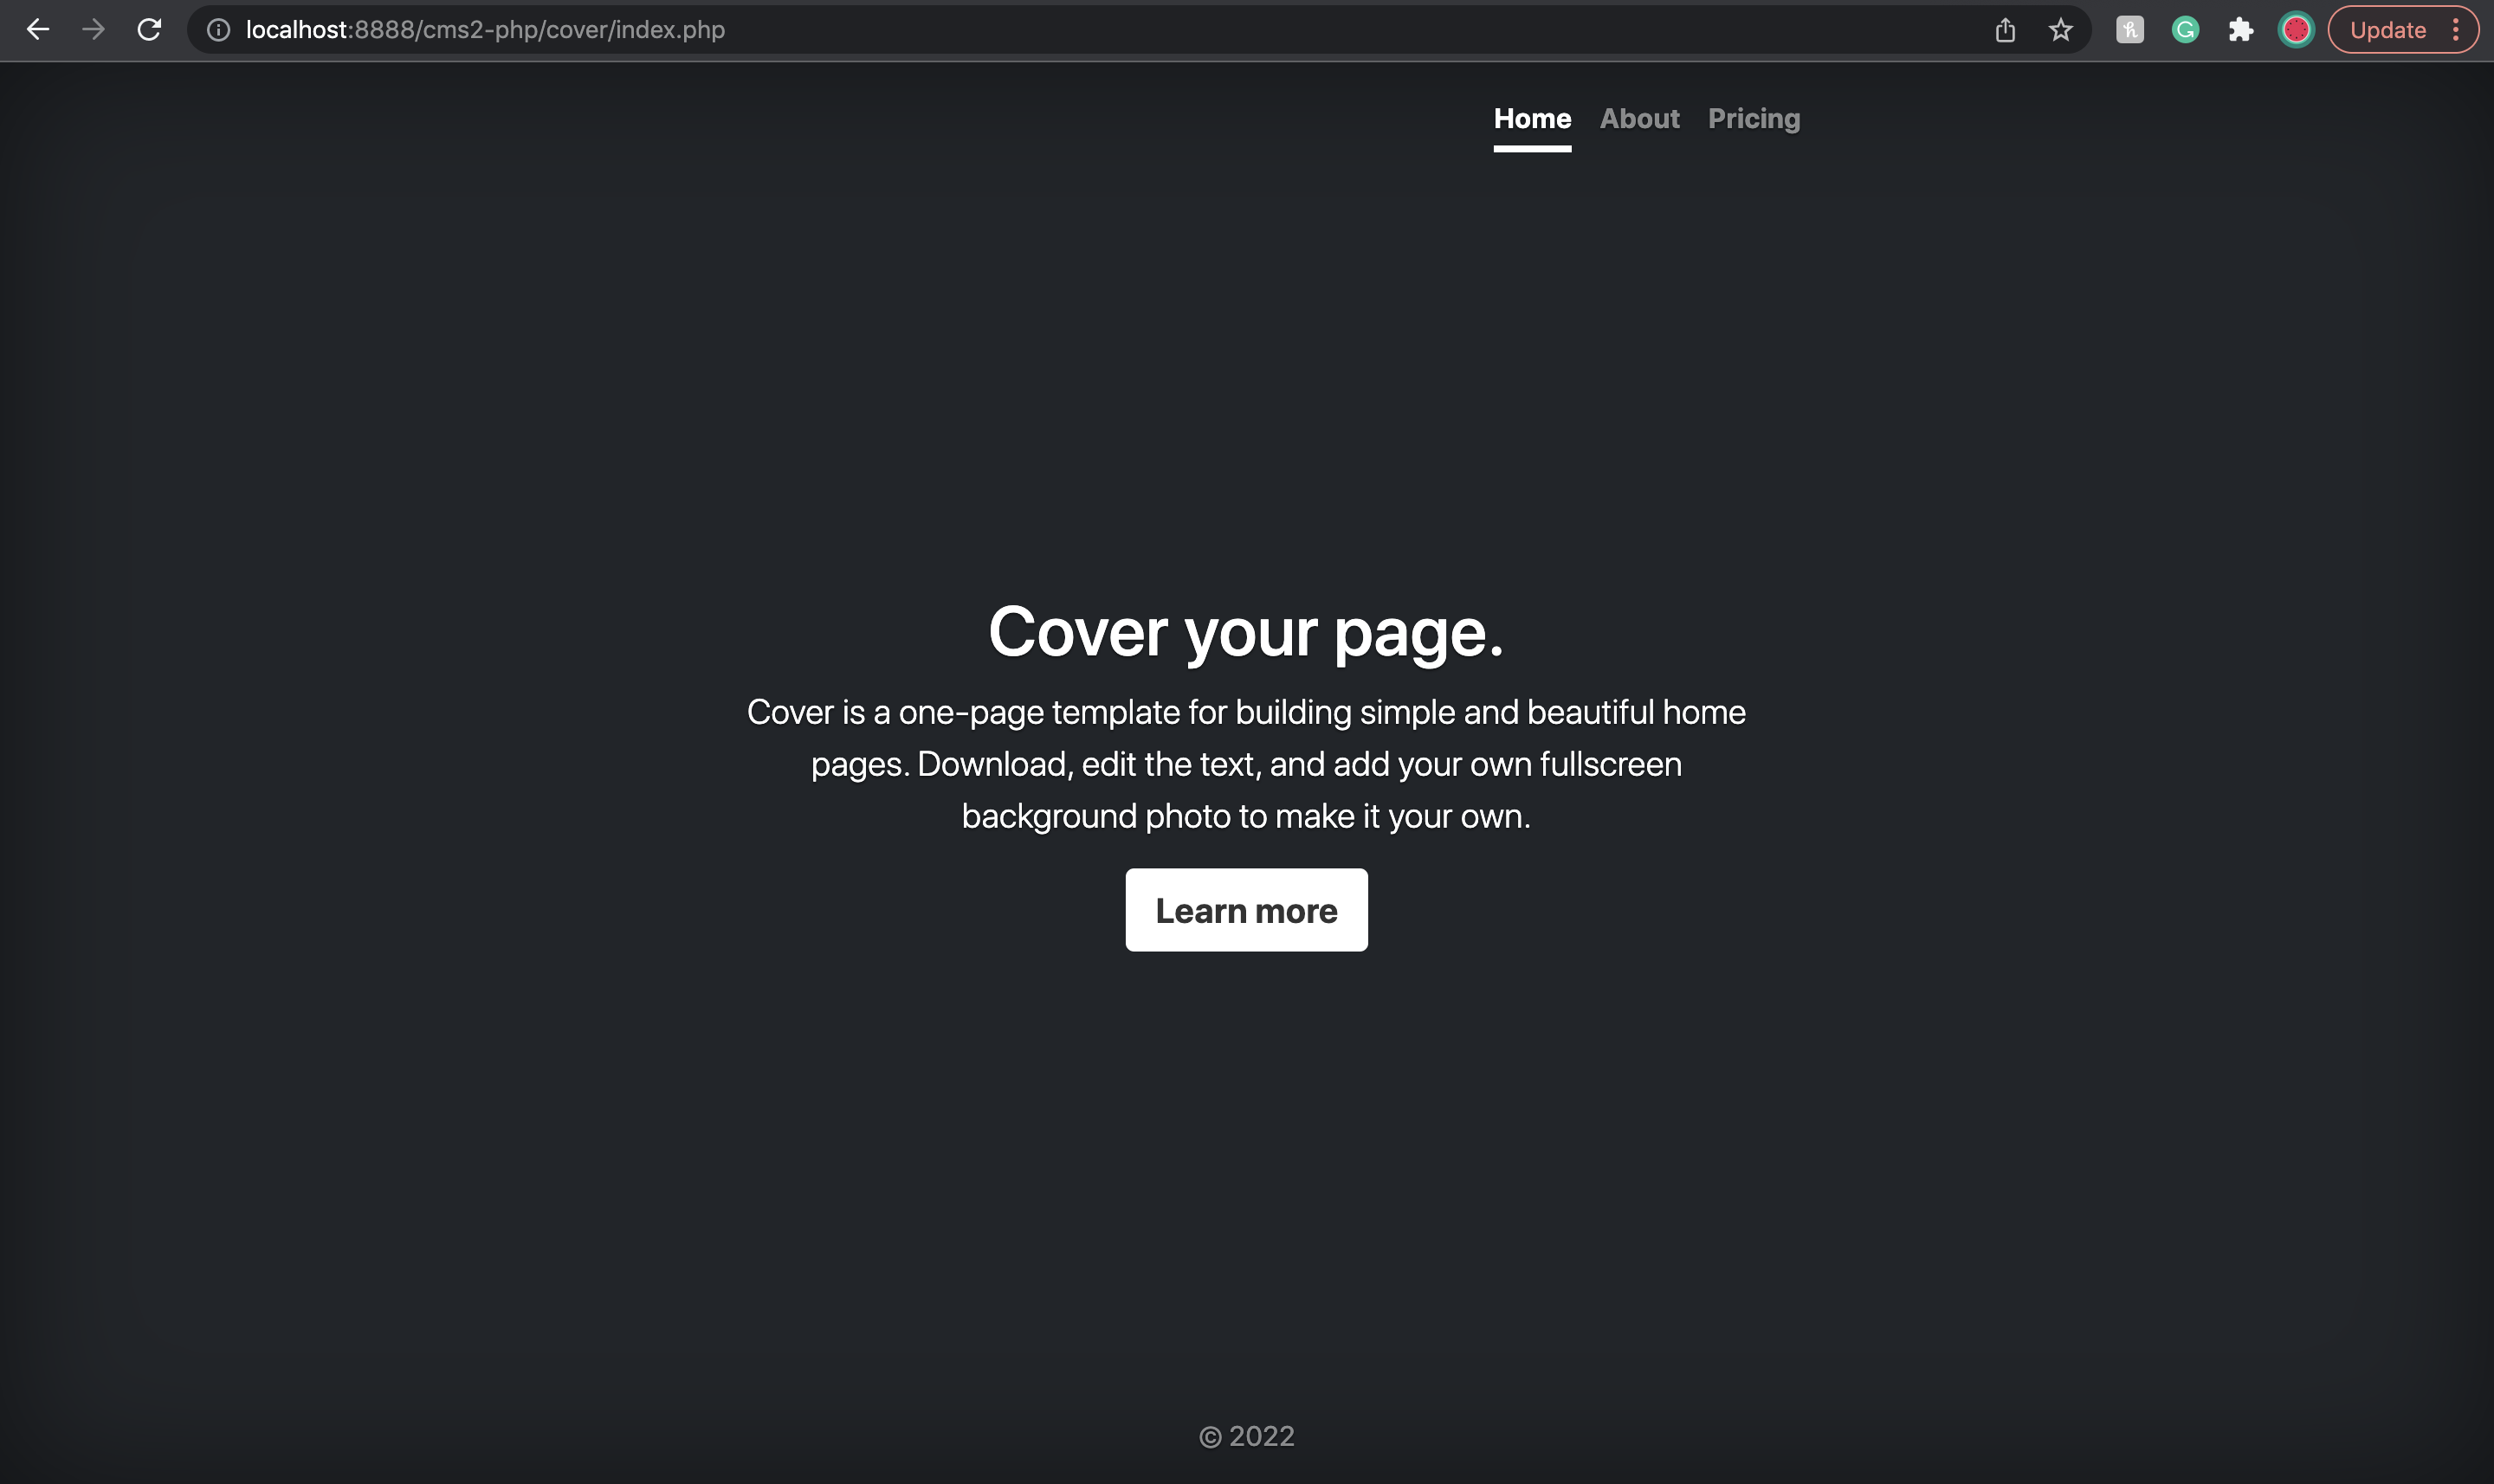 localhost:8888/cms2-php/cover/index.php
Update
Home About Pricing
Cover your page.
Cover is a one-page template for building simple and beautiful home
pages. Download, edit the text, and add your own fullscreen
background photo to make it your own.
Learn more
© 2022